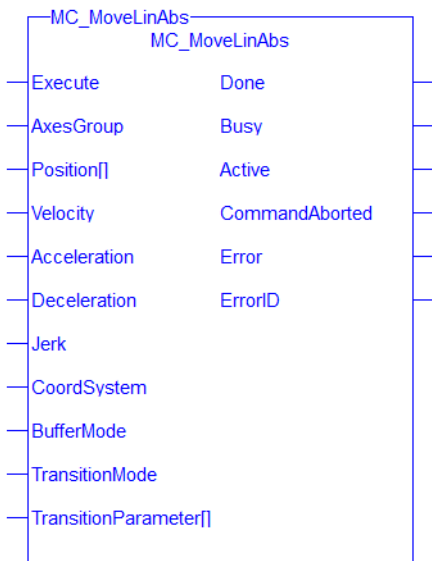 MC_MoveLinAbs
MC_MoveLinAbs
Execute Done
AxesGroup Busy
Position[] Active
Velocity CommandAborted
Acceleration Error
Deceleration ErrorID
Jerk
CoordSystem
BufferMode
TransitionMode
TransitionParameter[]